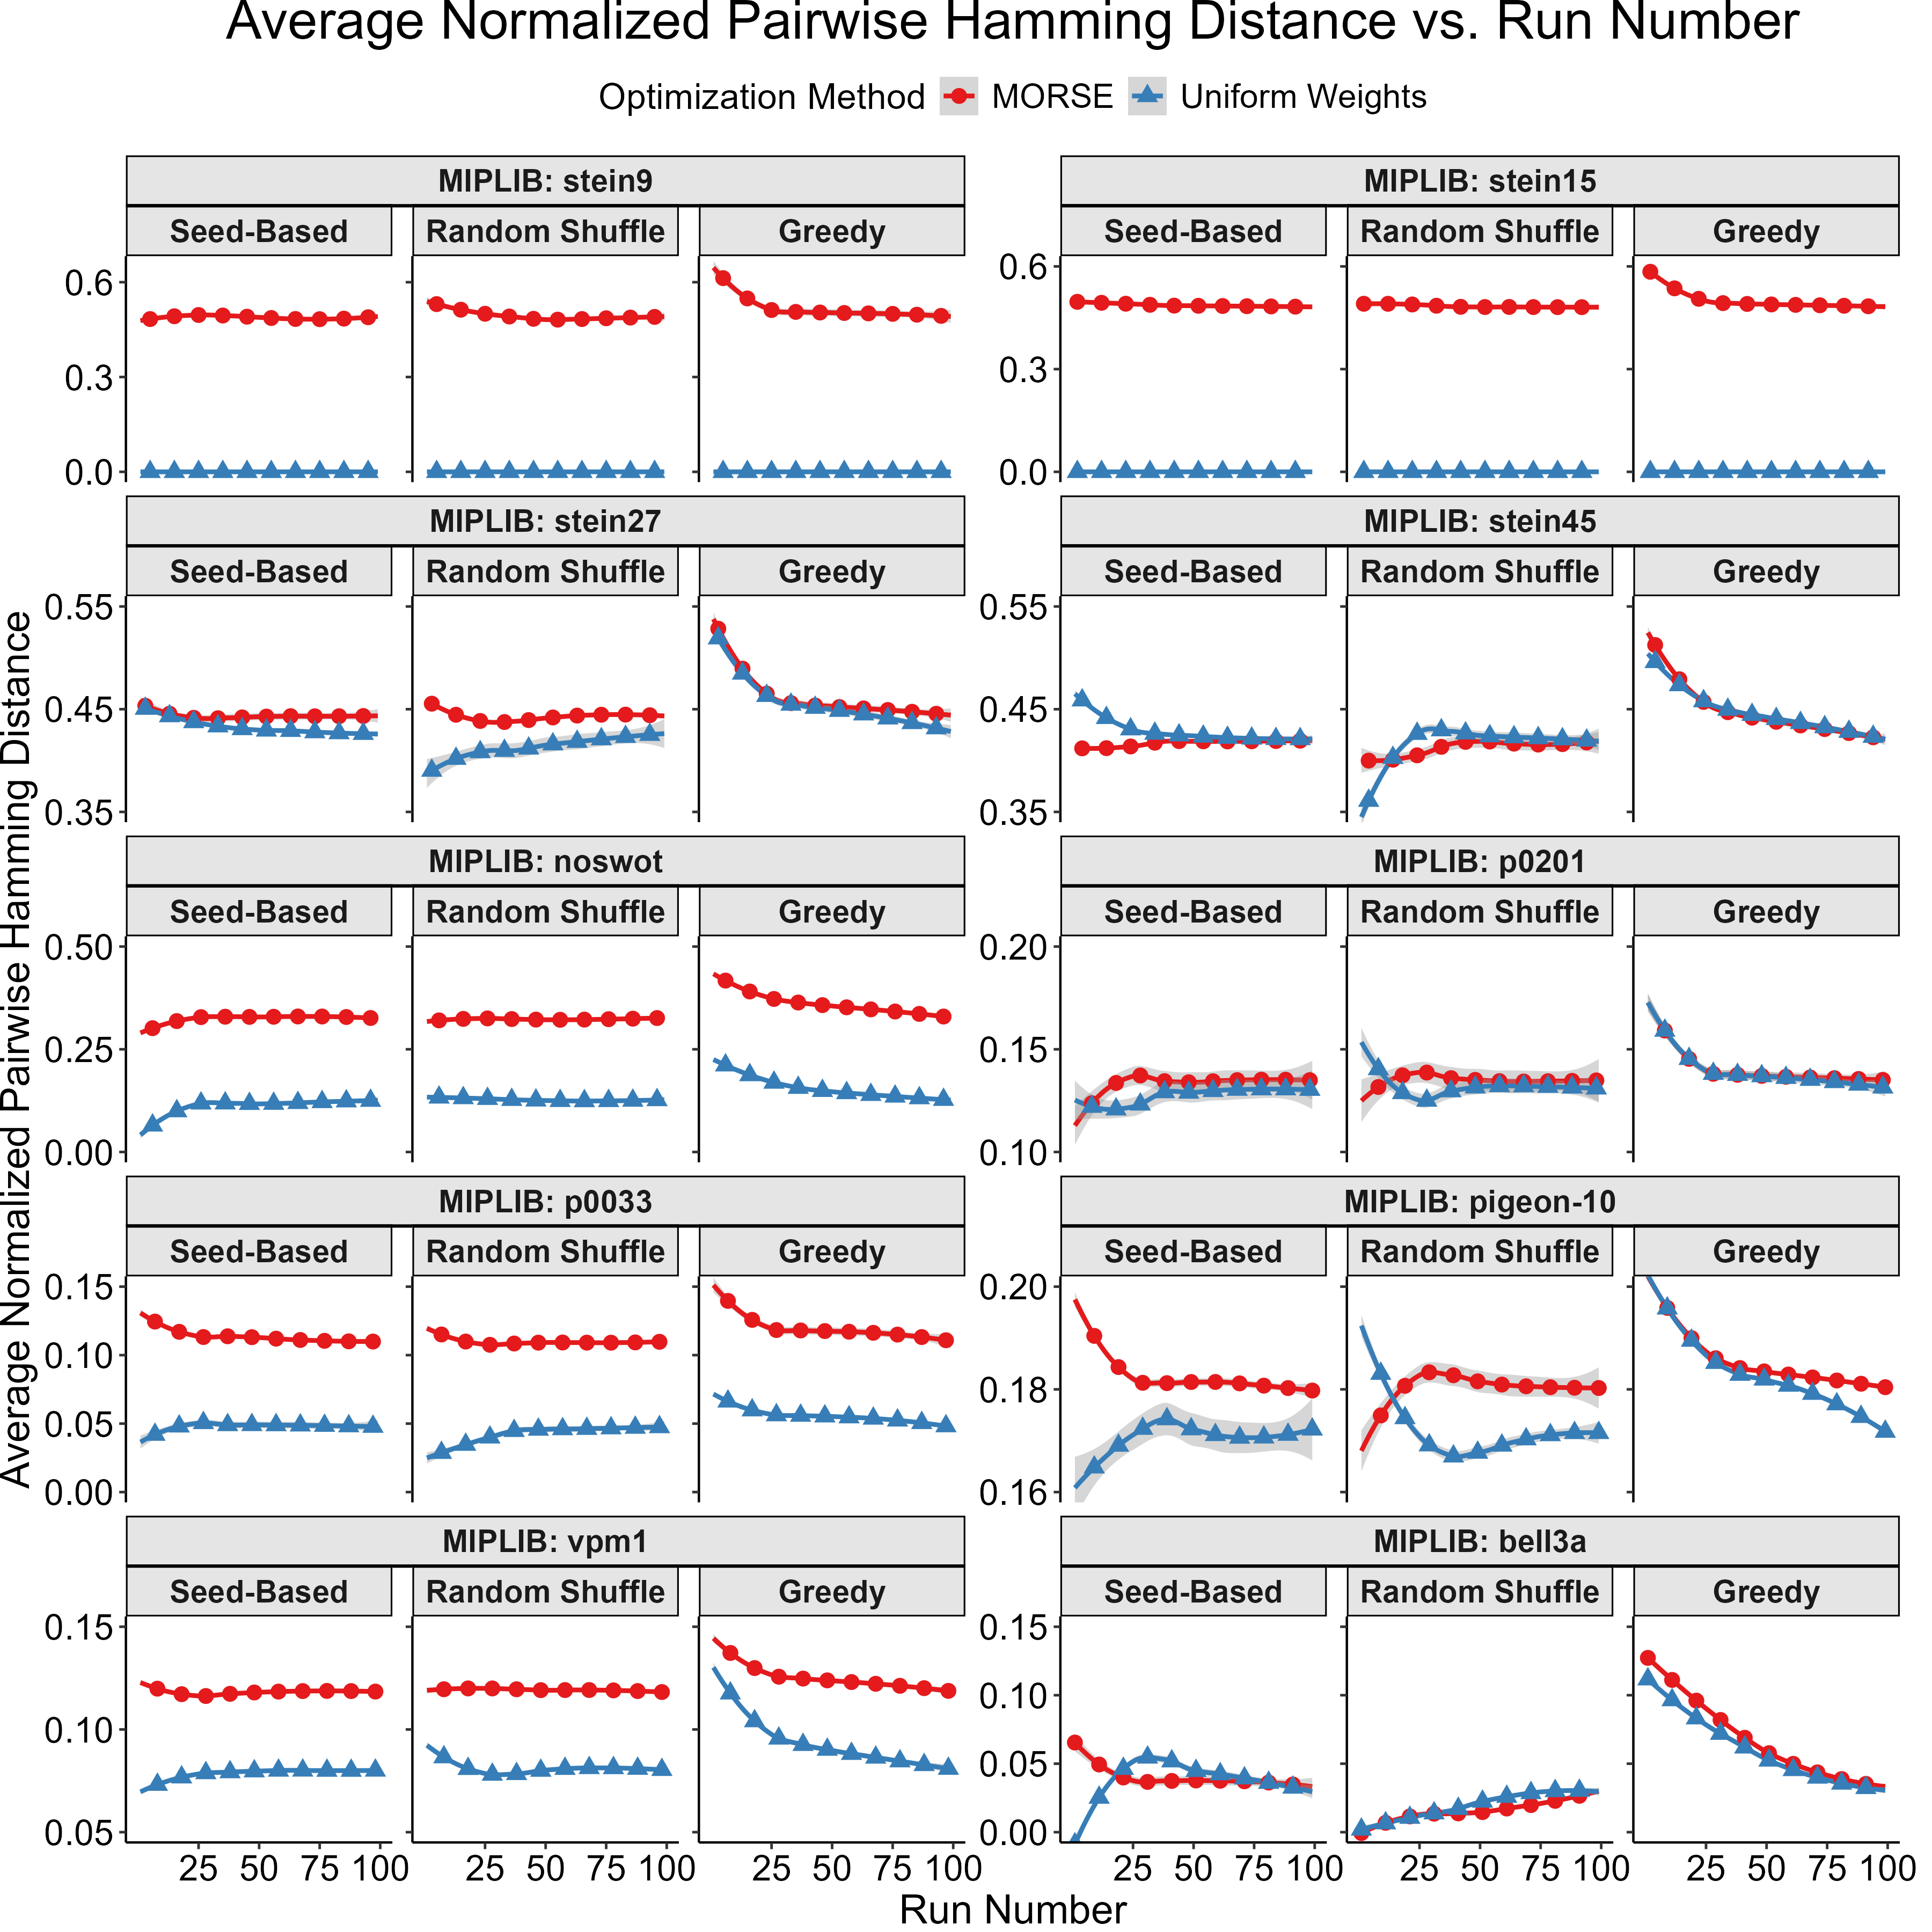 Average Normalized Pairwise Hamming Distance vs. Run Number
Optimization Method MORSE Uniform Weights
Average Normalized Pairwise Hamming Distance
MIPLIB: stein9 MIPLIB: stein15
Seed-Based Random Shuffle Greedy Seed-Based Random Shuffle Greedy
0.6 0.6
0.3 0.3
0.0 0.0
MIPLIB: stein27 MIPLIB: stein45
Seed-Based Random Shuffle Greedy Seed-Based Random Shuffle Greedy
0.55 0.55
0.45 0.45
0.35 0.35
MIPLIB: noswot MIPLIB: p0201
Seed-Based Random Shuffle Greedy Seed-Based Random Shuffle Greedy
0.50 0.20
0.25 0.15
0.00 0.10
MIPLIB: p0033 MIPLIB: pigeon-10
Seed-Based Random Shuffle Greedy Seed-Based Random Shuffle Greedy
0.15 0.20
0.10 0.18
0.05
0.00 0.16
MIPLIB: vpm1 MIPLIB: bell3a
Seed-Based Random Shuffle Greedy Seed-Based Random Shuffle Greedy
0.15 0.15
0.10 0.10
0.05
0.05 0.00
25 50 75 100 25 50 75 100 25 50 75 100 25 50 75 100 25 50 75 100 25 50 75 100
Run Number